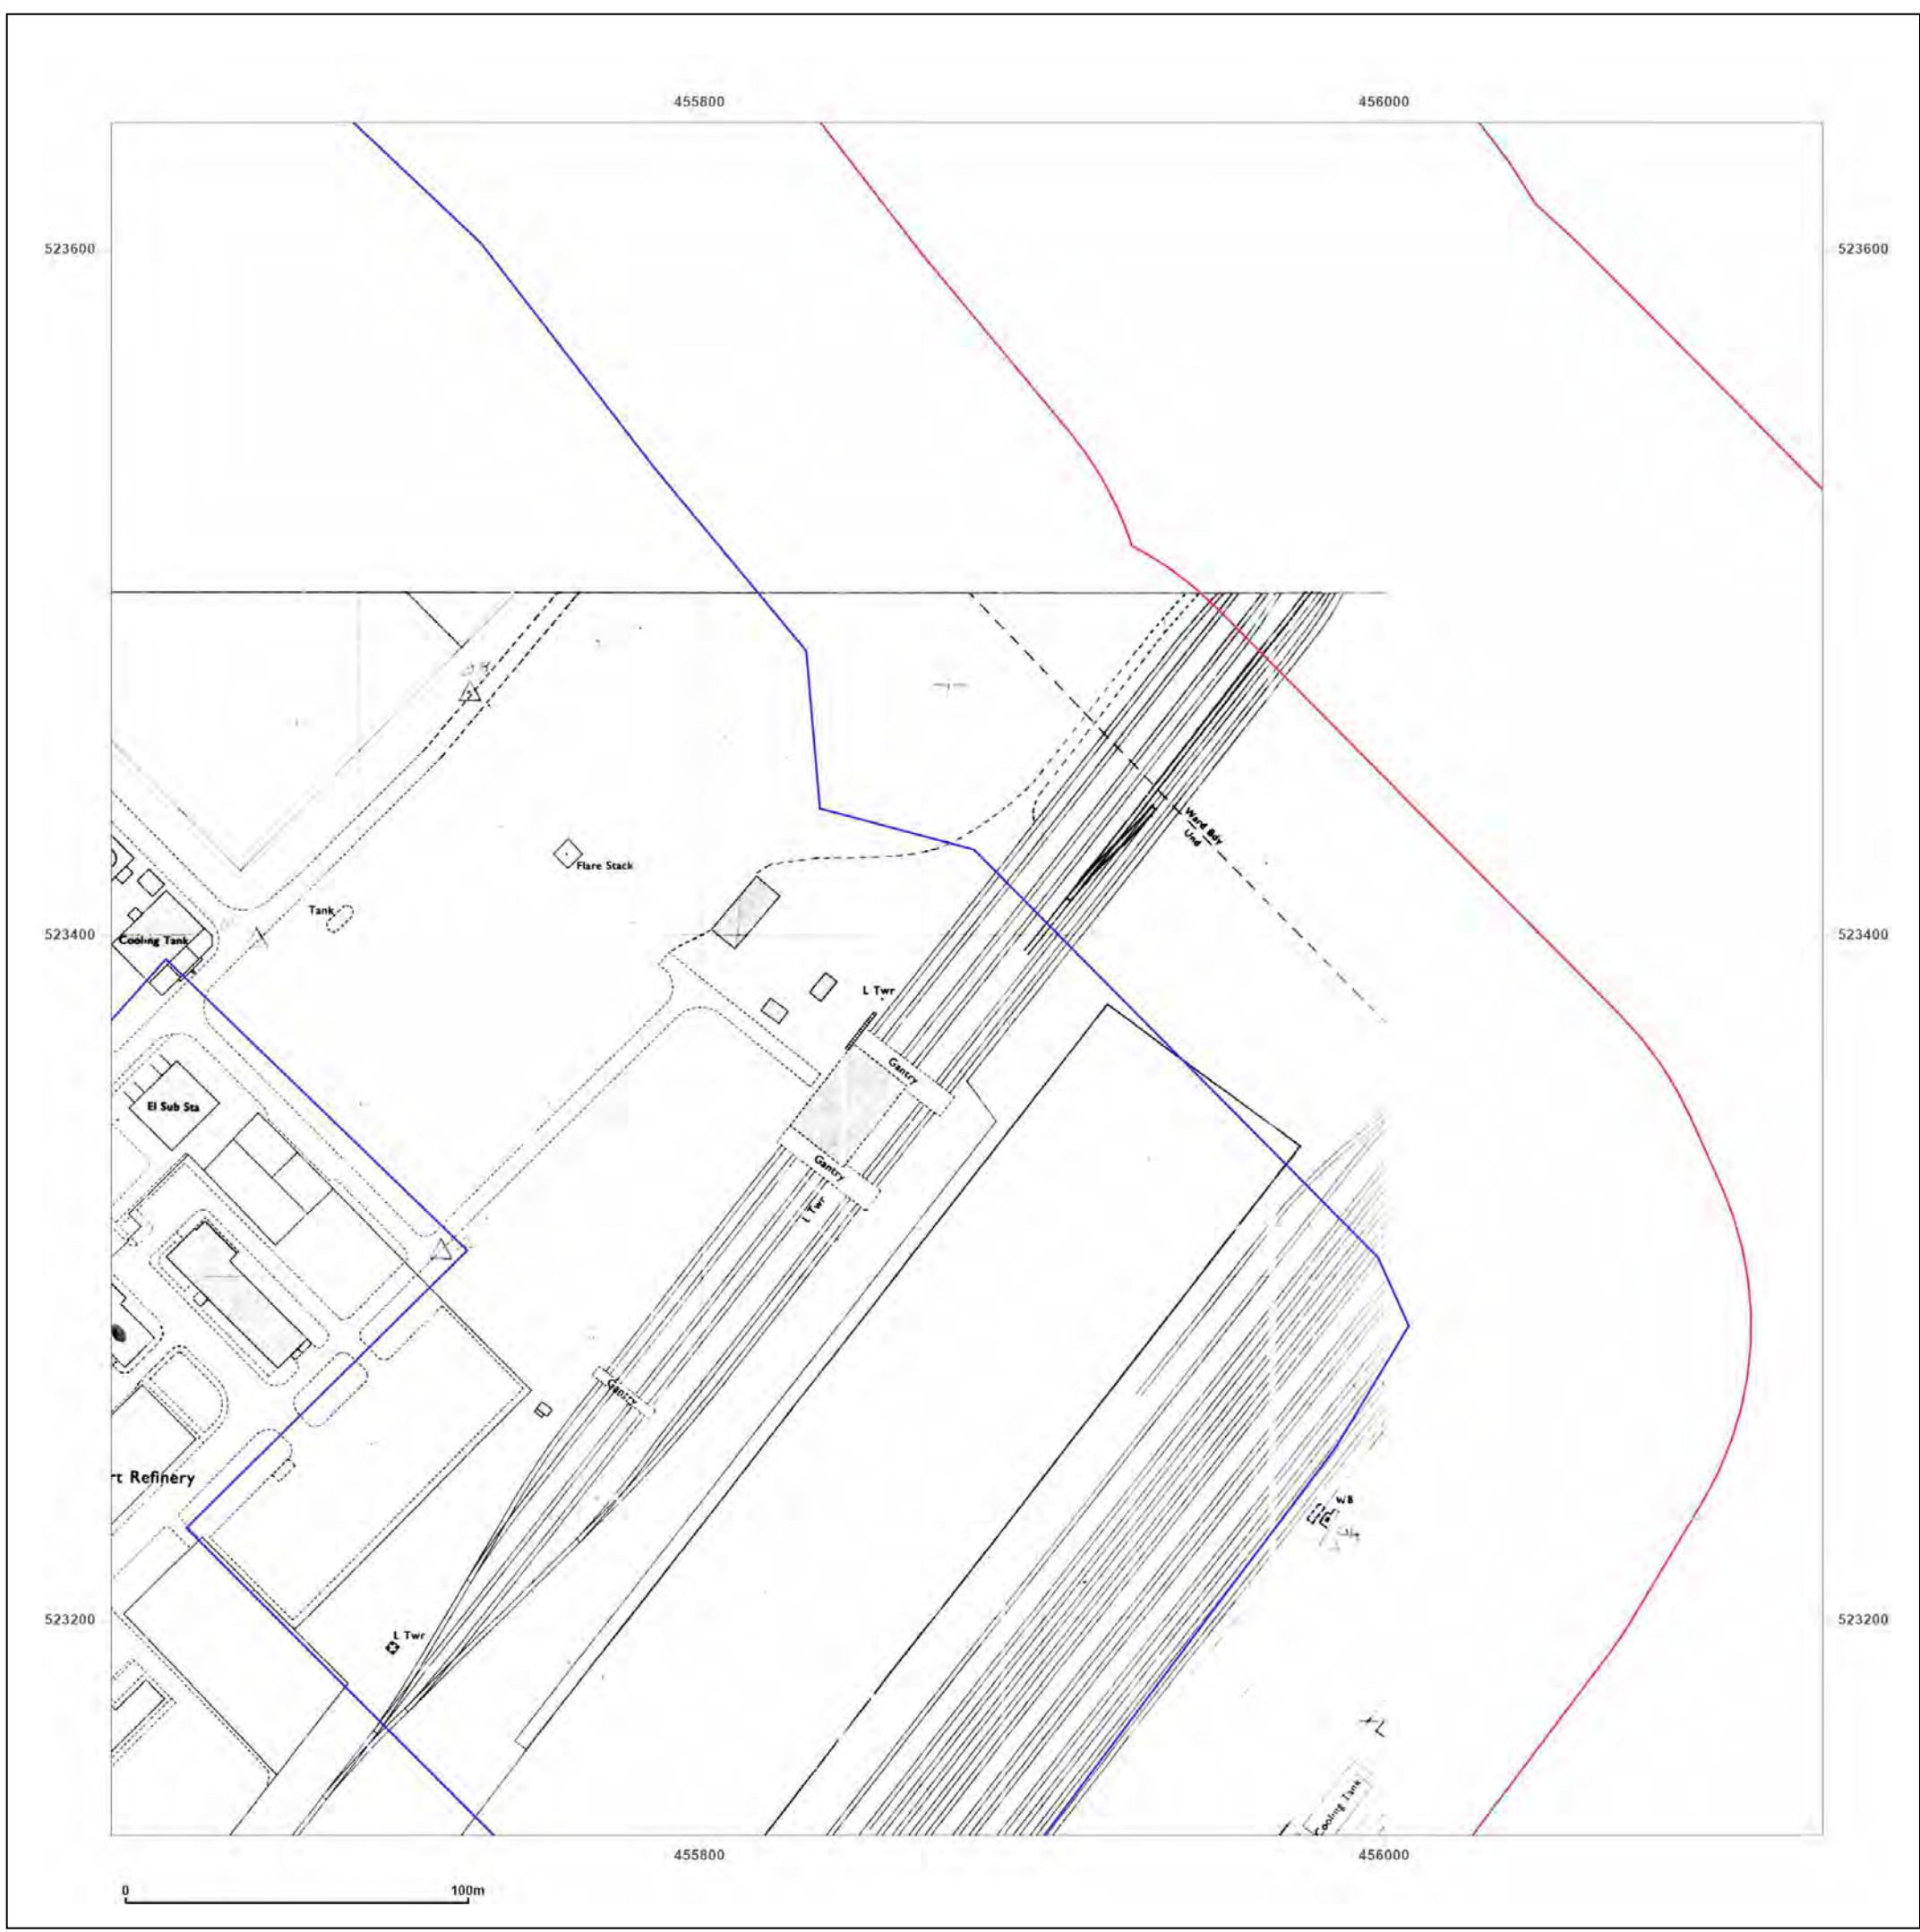 455800
456000
523600
523600
Ward Bdy
Und
Flare Stack
Tank
523400
Cooling Tank
523400
L Twr
Gantry
El Sub Sta
Gantry
L Twr
Gantry
rt Refinery
WB
523200
L Twr
523200
Cooling Tank
455800
456000
0
100m